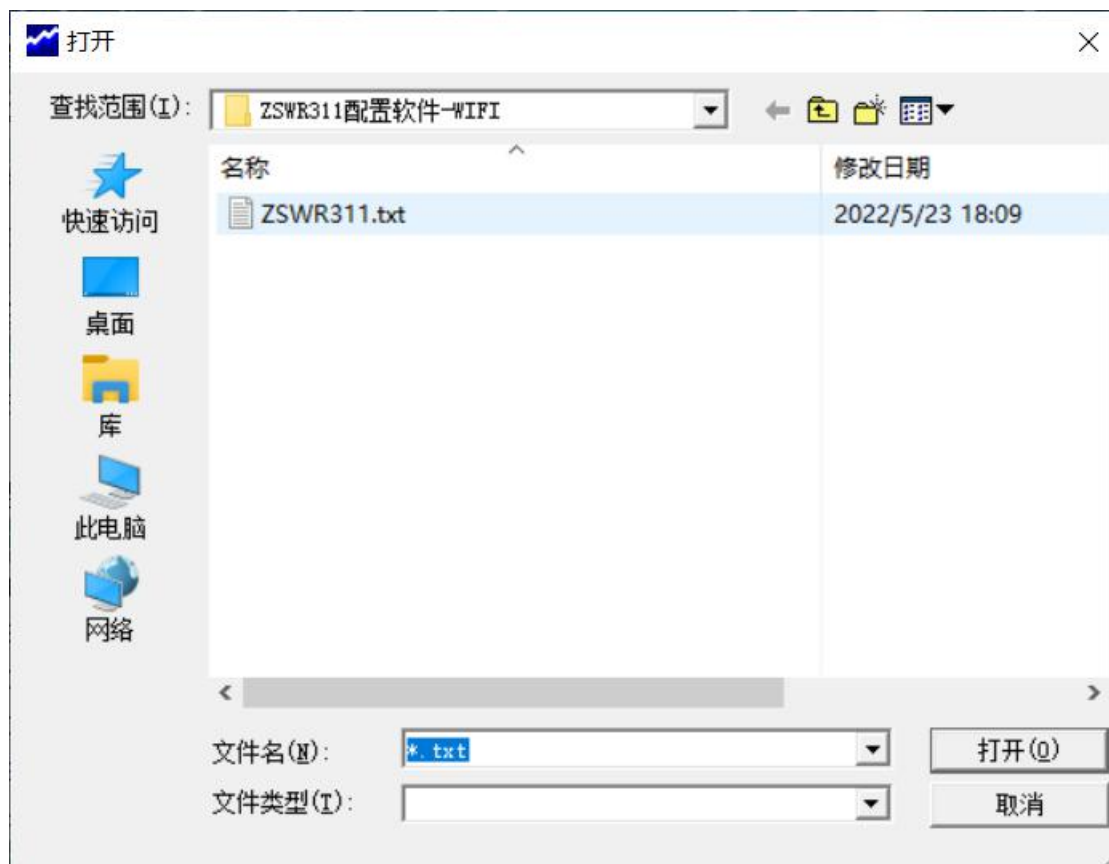 打开
查找范围(I):
ZSWR311配置软件-WIFI
名称
修改日期
ZSWR311.txt
2022/5/23 18:09
快速访问
桌面
库
此电脑
网络
文件名(N):
*.txt
打开(O)
文件类型(T):
取消